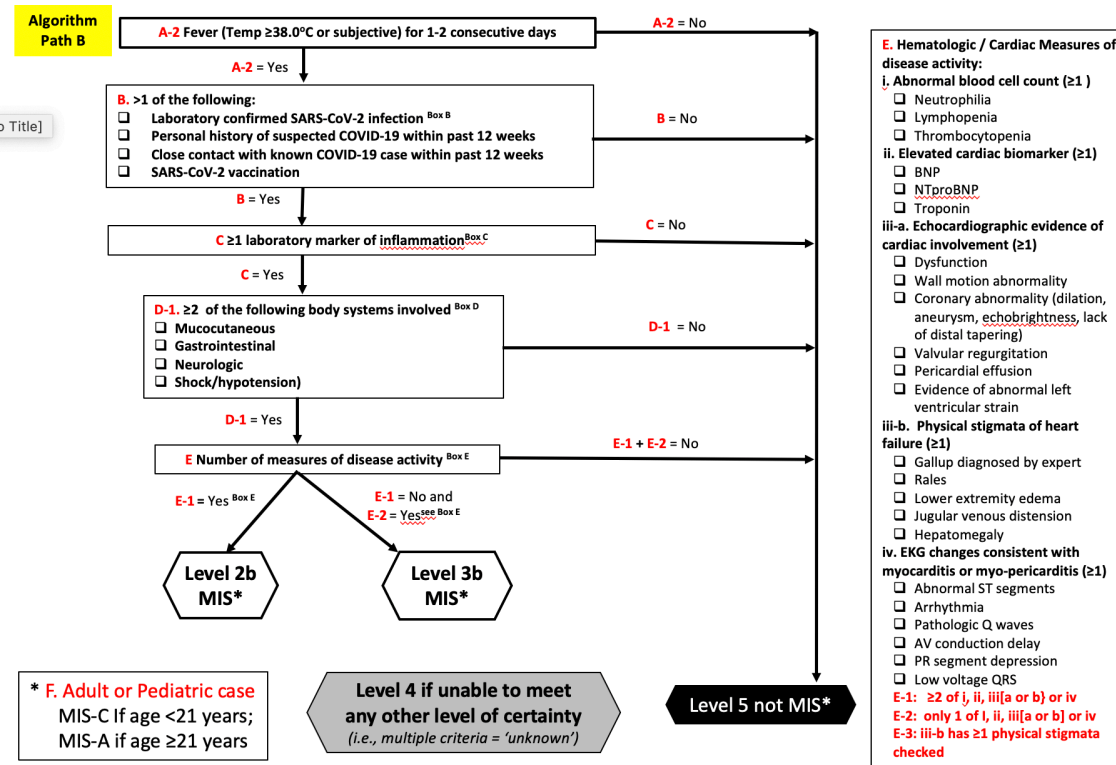 Algorithm
Path B
A-2 Fever (Temp ≥38.0°C or subjective) for 1-2 consecutive days
A-2 = No
A-2 = Yes
o Title]
B. >1 of the following:
❑ Laboratory confirmed SARS-CoV-2 infection Box B
❑ Personal history of suspected COVID-19 within past 12 weeks
❑ Close contact with known COVID-19 case within past 12 weeks
❑ SARS-CoV-2 vaccination
B = No
B = Yes
C ≥1 laboratory marker of inflammation Box C
C = No
C = Yes
D-1. ≥2 of the following body systems involved Box D
❑ Mucocutaneous
❑ Gastrointestinal
❑ Neurologic
❑ Shock/hypotension)
D-1 = No
D-1 = Yes
E Number of measures of disease activity Box E
E-1 + E-2 = No
E-1 = Yes Box E
E-1 = No and
E-2 = Yes see Box E
Level 2b
MIS*
Level 3b
MIS*
* F. Adult or Pediatric case
MIS-C If age <21 years;
MIS-A if age ≥21 years
Level 4 if unable to meet
any other level of certainty
(i.e., multiple criteria = 'unknown')
Level 5 not MIS*
E. Hematologic / Cardiac Measures of
disease activity:
i. Abnormal blood cell count (≥1 )
❑ Neutrophilia
❑ Lymphopenia
❑ Thrombocytopenia
ii. Elevated cardiac biomarker (≥1)
❑ BNP
❑ NTproBNP
❑ Troponin
iii-a. Echocardiographic evidence of
cardiac involvement (≥1)
❑ Dysfunction
❑ Wall motion abnormality
❑ Coronary abnormality (dilation,
aneurysm, echobrightness, lack
of distal tapering)
❑ Valvular regurgitation
❑ Pericardial effusion
❑ Evidence of abnormal left
ventricular strain
iii-b. Physical stigmata of heart
failure (≥1)
❑ Gallup diagnosed by expert
❑ Rales
❑ Lower extremity edema
❑ Jugular venous distension
❑ Hepatomegaly
iv. EKG changes consistent with
myocarditis or myo-pericarditis (≥1)
❑ Abnormal ST segments
❑ Arrhythmia
❑ Pathologic Q waves
❑ AV conduction delay
❑ PR segment depression
❑ Low voltage QRS
E-1: ≥2 of i, ii, iii[a or b} or iv
E-2: only 1 of I, ii, iii[a or b] or iv
E-3: iii-b has ≥1 physical stigmata
checked